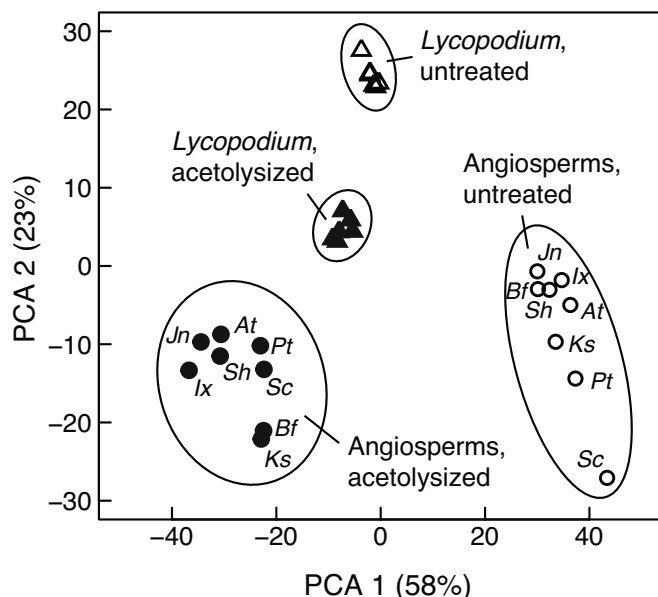 30
20
10
0
−10
−20
−30
PCA 2 (23%)
Lycopodium,
untreated
Lycopodium,
acetolysized
Angiosperms,
untreated
Jn
Ix
Bf
Sh
At
Ks
Pt
Sc
Jn
At
Pt
Ix
Sh
Sc
Bf
Ks
Angiosperms,
acetolysized
−40
−20
0
20
40
PCA 1 (58%)